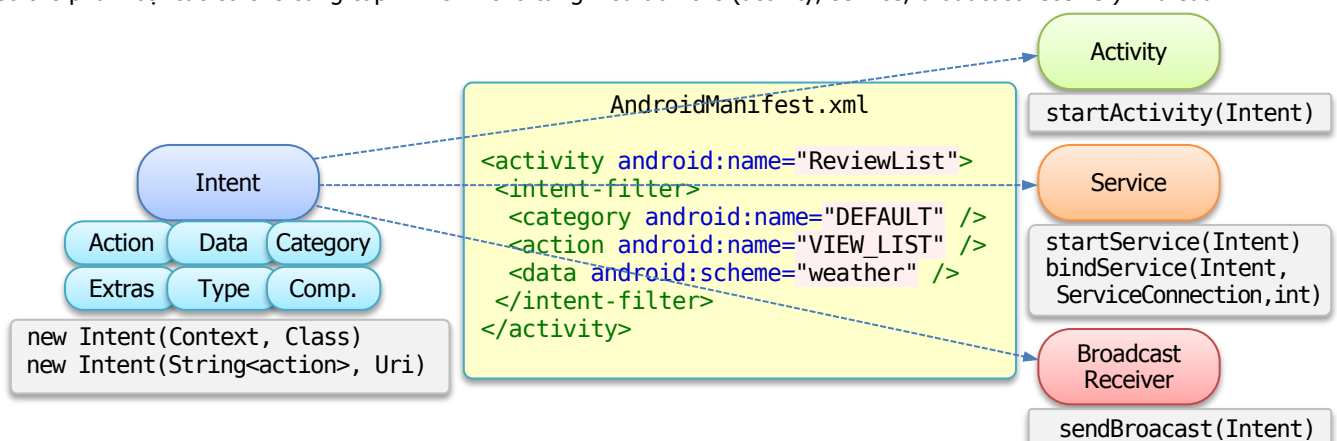 Activity
startActivity(Intent)
AndroidManifest.xml
<activity android:name="ReviewList">
<intent-filter>
<category android:name="DEFAULT" />
<action android:name="VIEW_LIST" />
<data android:scheme="weather" />
</intent-filter>
</activity>
Intent
Action Data Category
Extras Type Comp.
new Intent(Context, Class)
new Intent(String<action>, Uri)
Service
startService(Intent)
bindService(Intent,
ServiceConnection,int)
Broadcast
Receiver
sendBroacast(Intent)